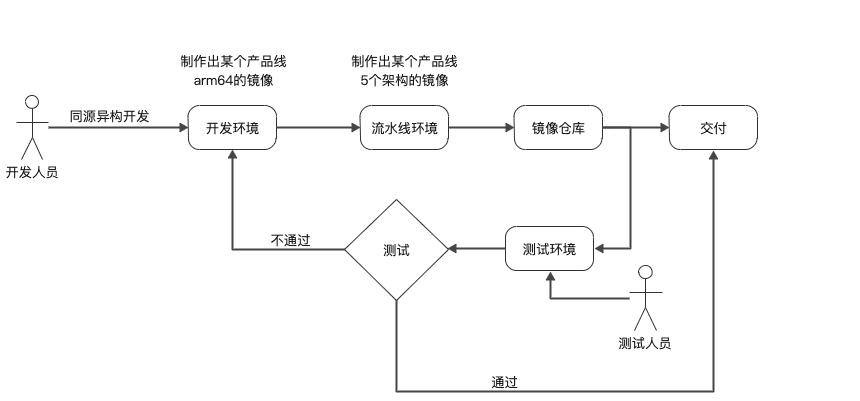 制作出某个产品线
arm64的镜像
制作出某个产品线
5个架构的镜像
同源异构开发
开发环境
流水线环境
镜像仓库
交付
开发人员
不通过
测试
测试环境
测试人员
通过